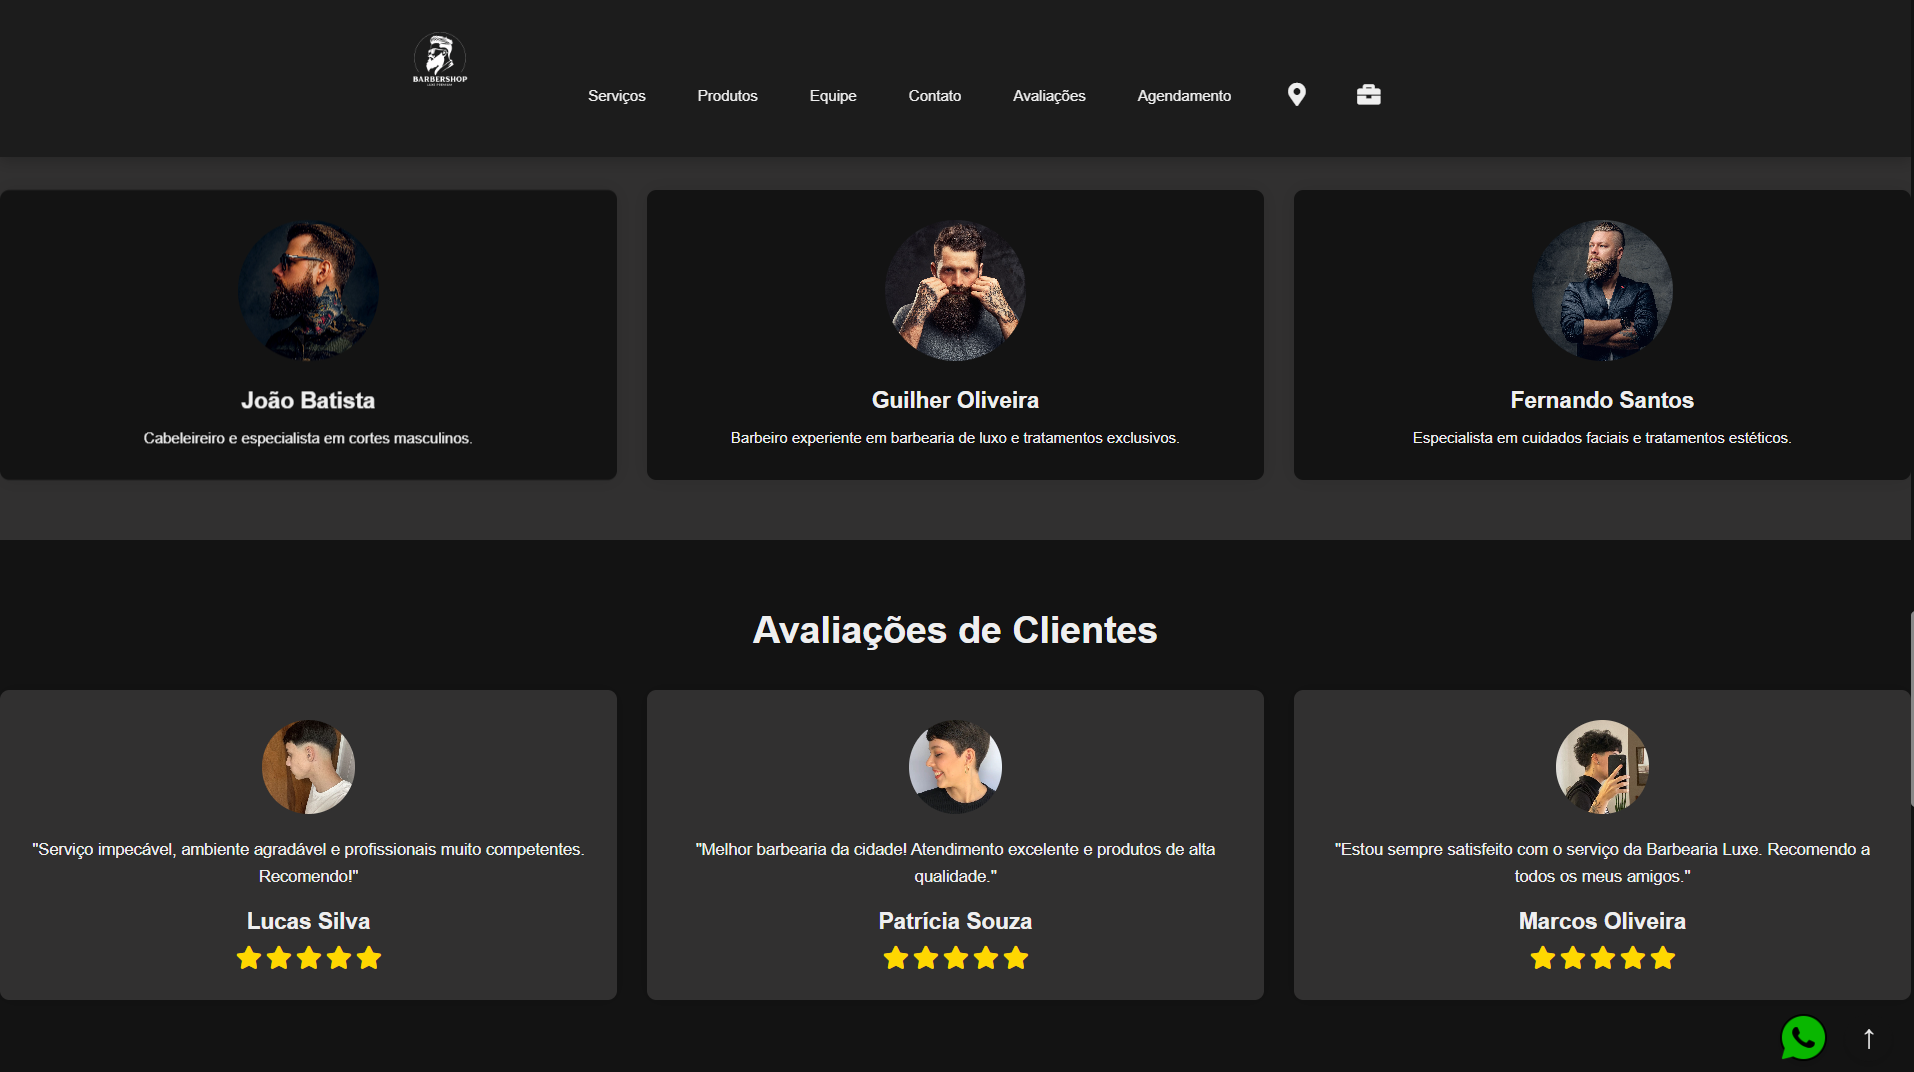 BARBERSHOP
Serviços Produtos Equipe Contato Avaliações Agendamento
João Batista
Cabeleireiro e especialista em cortes masculinos.
Guilher Oliveira
Barbeiro experiente em barbearia de luxo e tratamentos exclusivos.
Fernando Santos
Especialista em cuidados faciais e tratamentos estéticos.
Avaliações de Clientes
"Serviço impecável, ambiente agradável e profissionais muito competentes.
Recomendo!"
Lucas Silva
"Melhor barbearia da cidade! Atendimento excelente e produtos de alta
qualidade."
Patrícia Souza
"Estou sempre satisfeito com o serviço da Barbearia Luxe. Recomendo a
todos os meus amigos."
Marcos Oliveira
↑